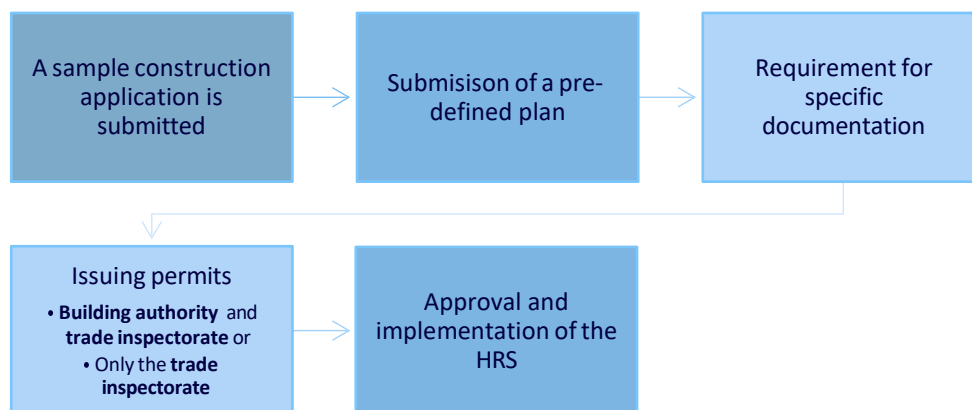 A sample construction
application is
submitted
Submisison of a pre-
defined plan
Requirement for
specific
documentation
Issuing permits
• Building authority and
trade inspectorate or
• Only the trade
inspectorate
Approval and
implementation of the
HRS